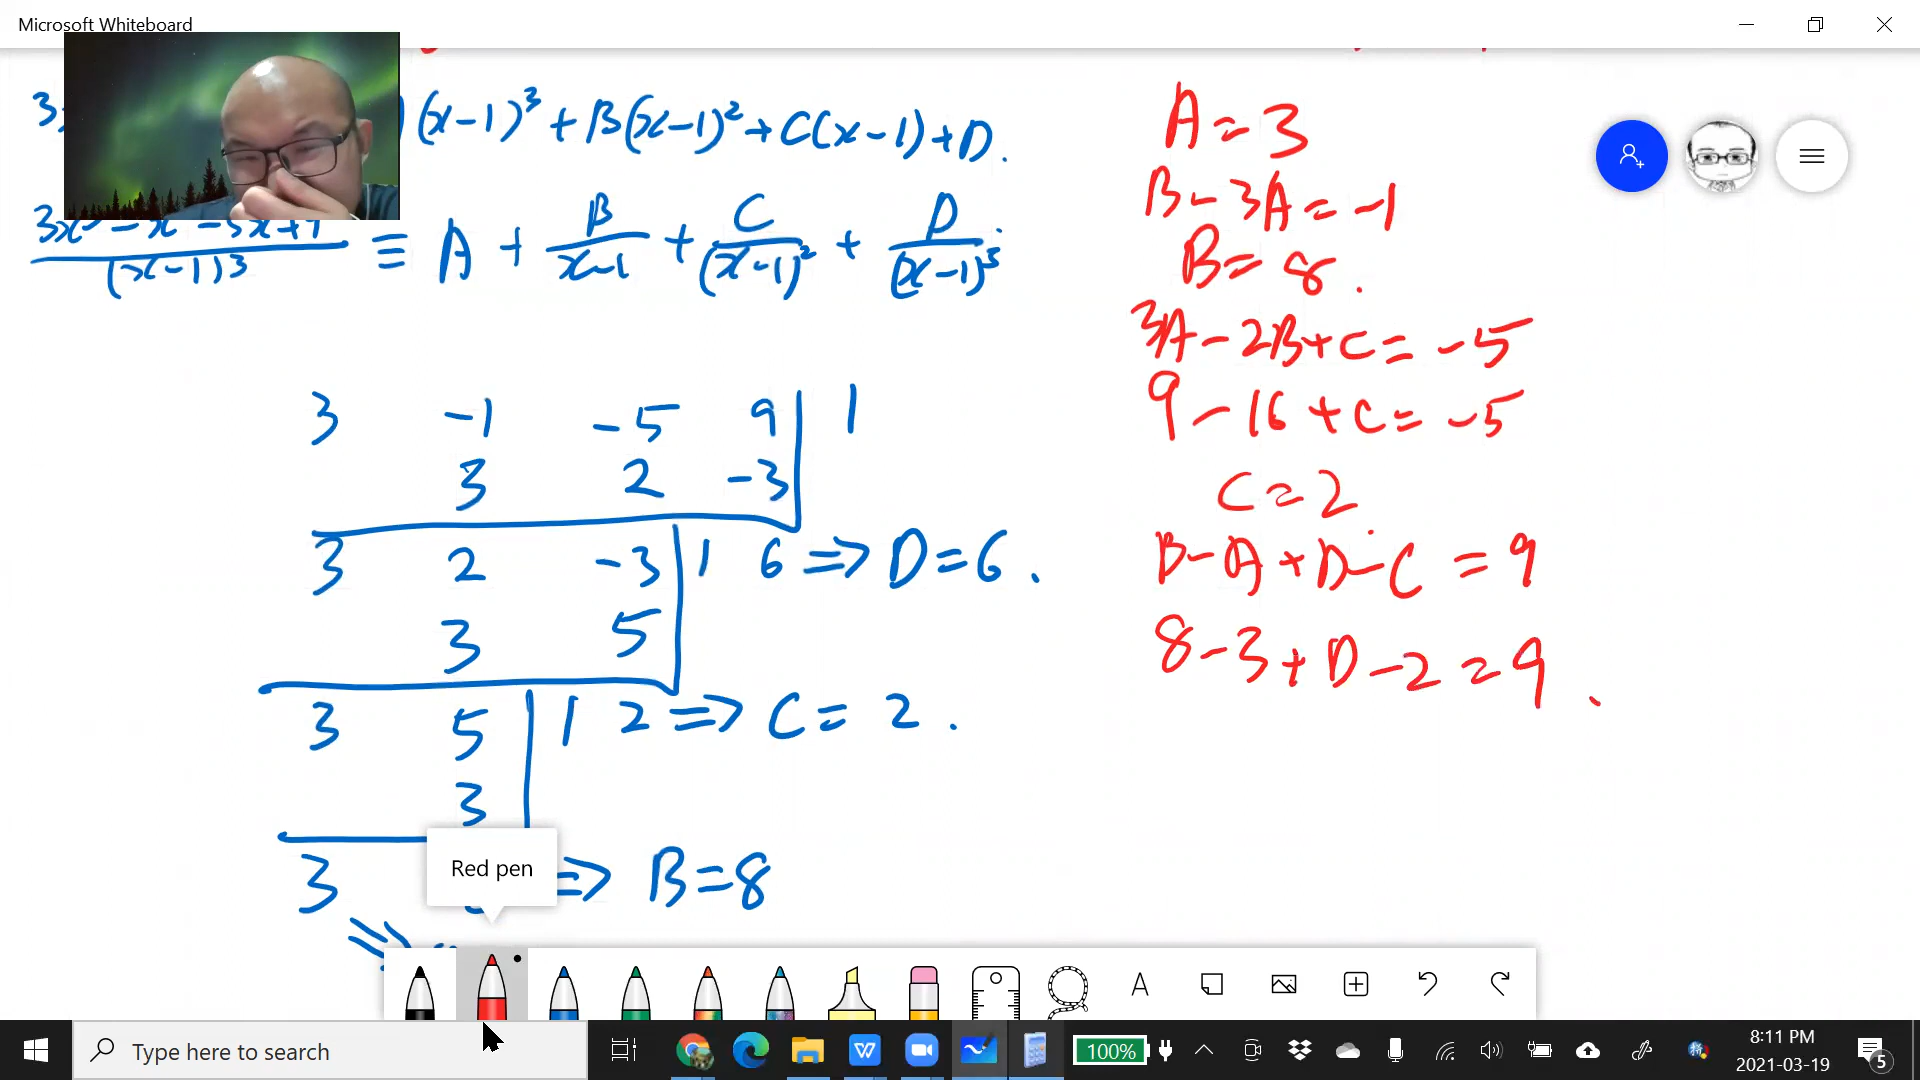 Microsoft Whiteboard
(x-1)³ + B(x-1)² + C(x-1) + D.
(x-1)³ ≡ A + B/(x-1) + C/(x-1)² + D/(x-1)³
3 -1 -5 9 | 1
3 2 -3
3 2 -3 | 1 6 => D = 6.
3 5
3 5 | 1 2 => C = 2.
3
3 => B = 8
A = 3
B - 3A = -1
B = 8.
3A - 2B + C = -5
9 - 16 + C = -5
C = 2
B - A + D - C = 9
8 - 3 + D - 2 = 9.
Red pen
A
Type here to search
100%
8:11 PM
2021-03-19
5